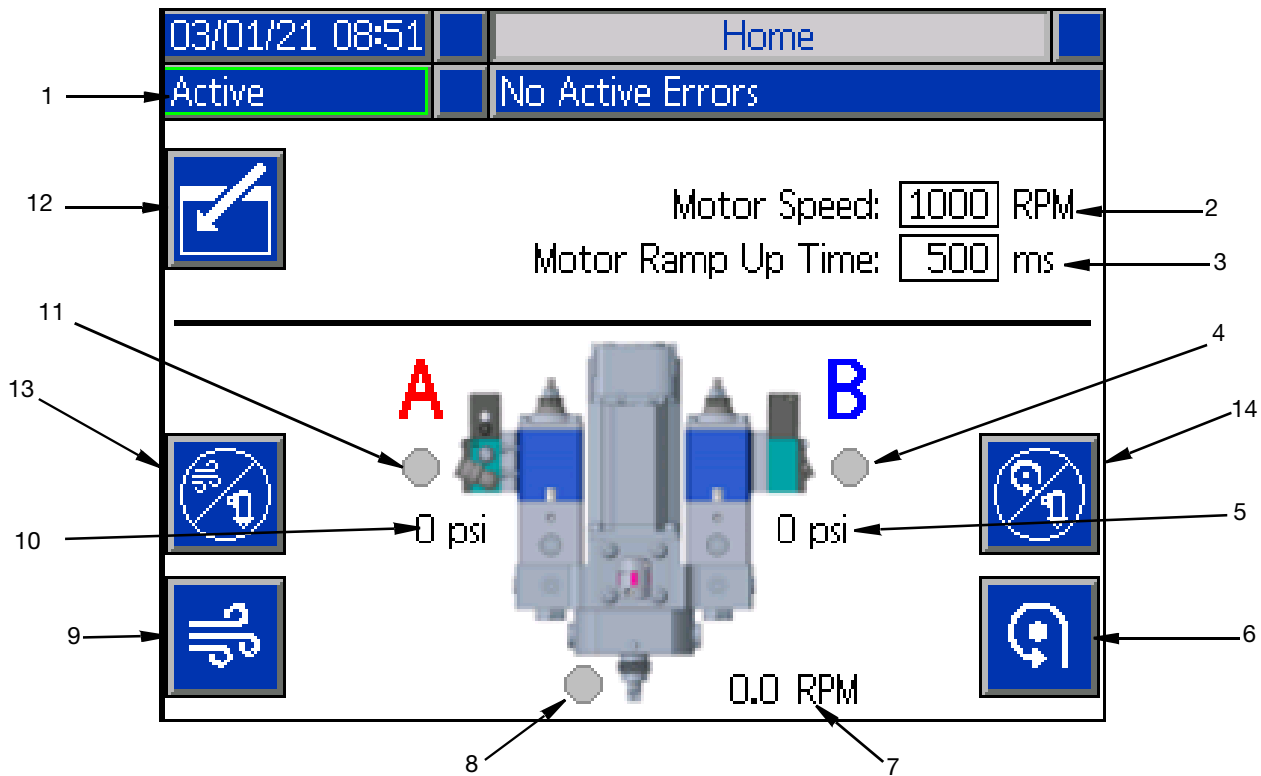 03/01/21 08:51 Home
1 Active No Active Errors
12
Motor Speed: 1000 RPM 2
Motor Ramp Up Time: 500 ms 3
11 4
A B
13 14
10 0 psi 0 psi 5
9 6
0.0 RPM
8 7